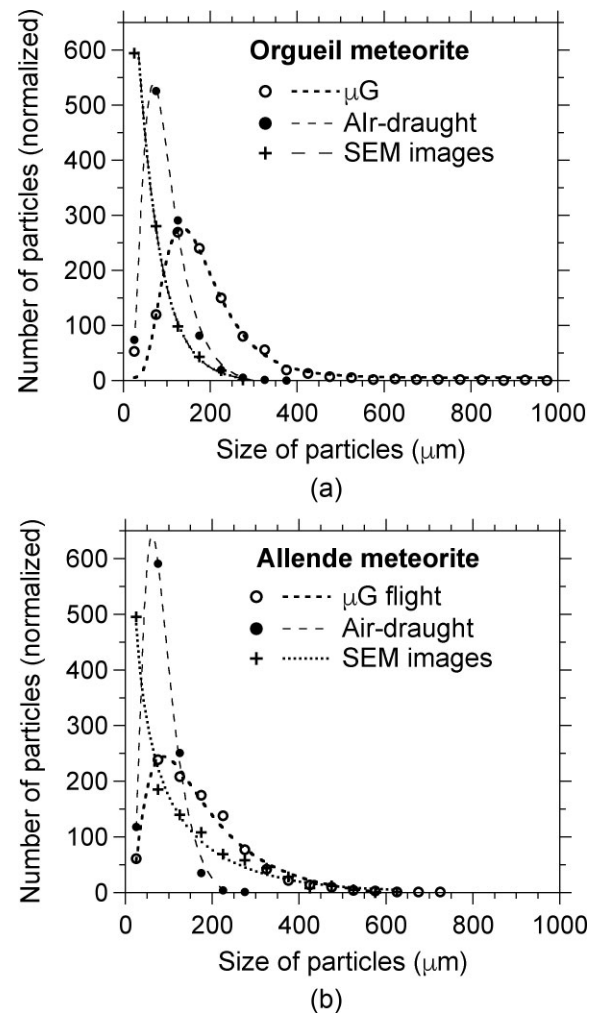 Orgueil meteorite
μG
AIr-draught
SEM images
Number of particles (normalized)
600
500
400
300
200
100
0
0 200 400 600 800 1000
Size of particles (μm)
(a)
Allende meteorite
μG flight
Air-draught
SEM images
Number of particles (normalized)
600
500
400
300
200
100
0
0 200 400 600 800 1000
Size of particles (μm)
(b)